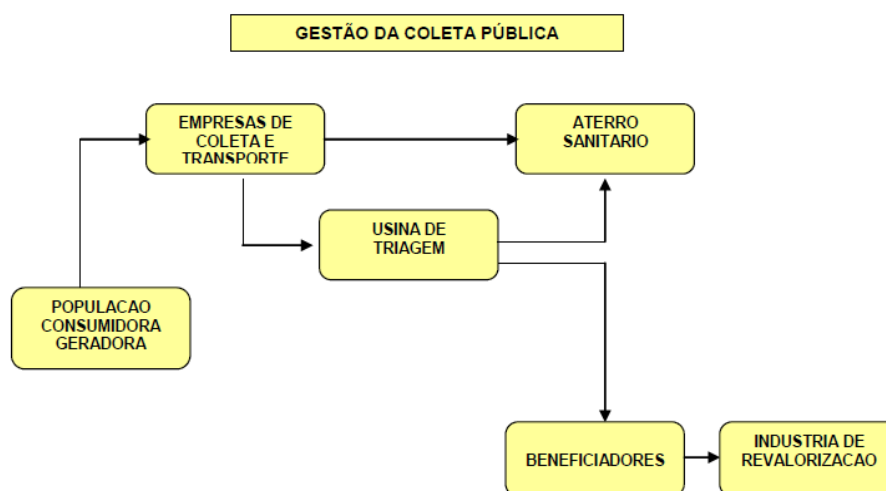 GESTÃO DA COLETA PÚBLICA
EMPRESAS DE
COLETA E
TRANSPORTE
ATERRO
SANITARIO
USINA DE
TRIAGEM
POPULACAO
CONSUMIDORA
GERADORA
BENEFICIADORES
INDUSTRIA DE
REVALORIZACAO